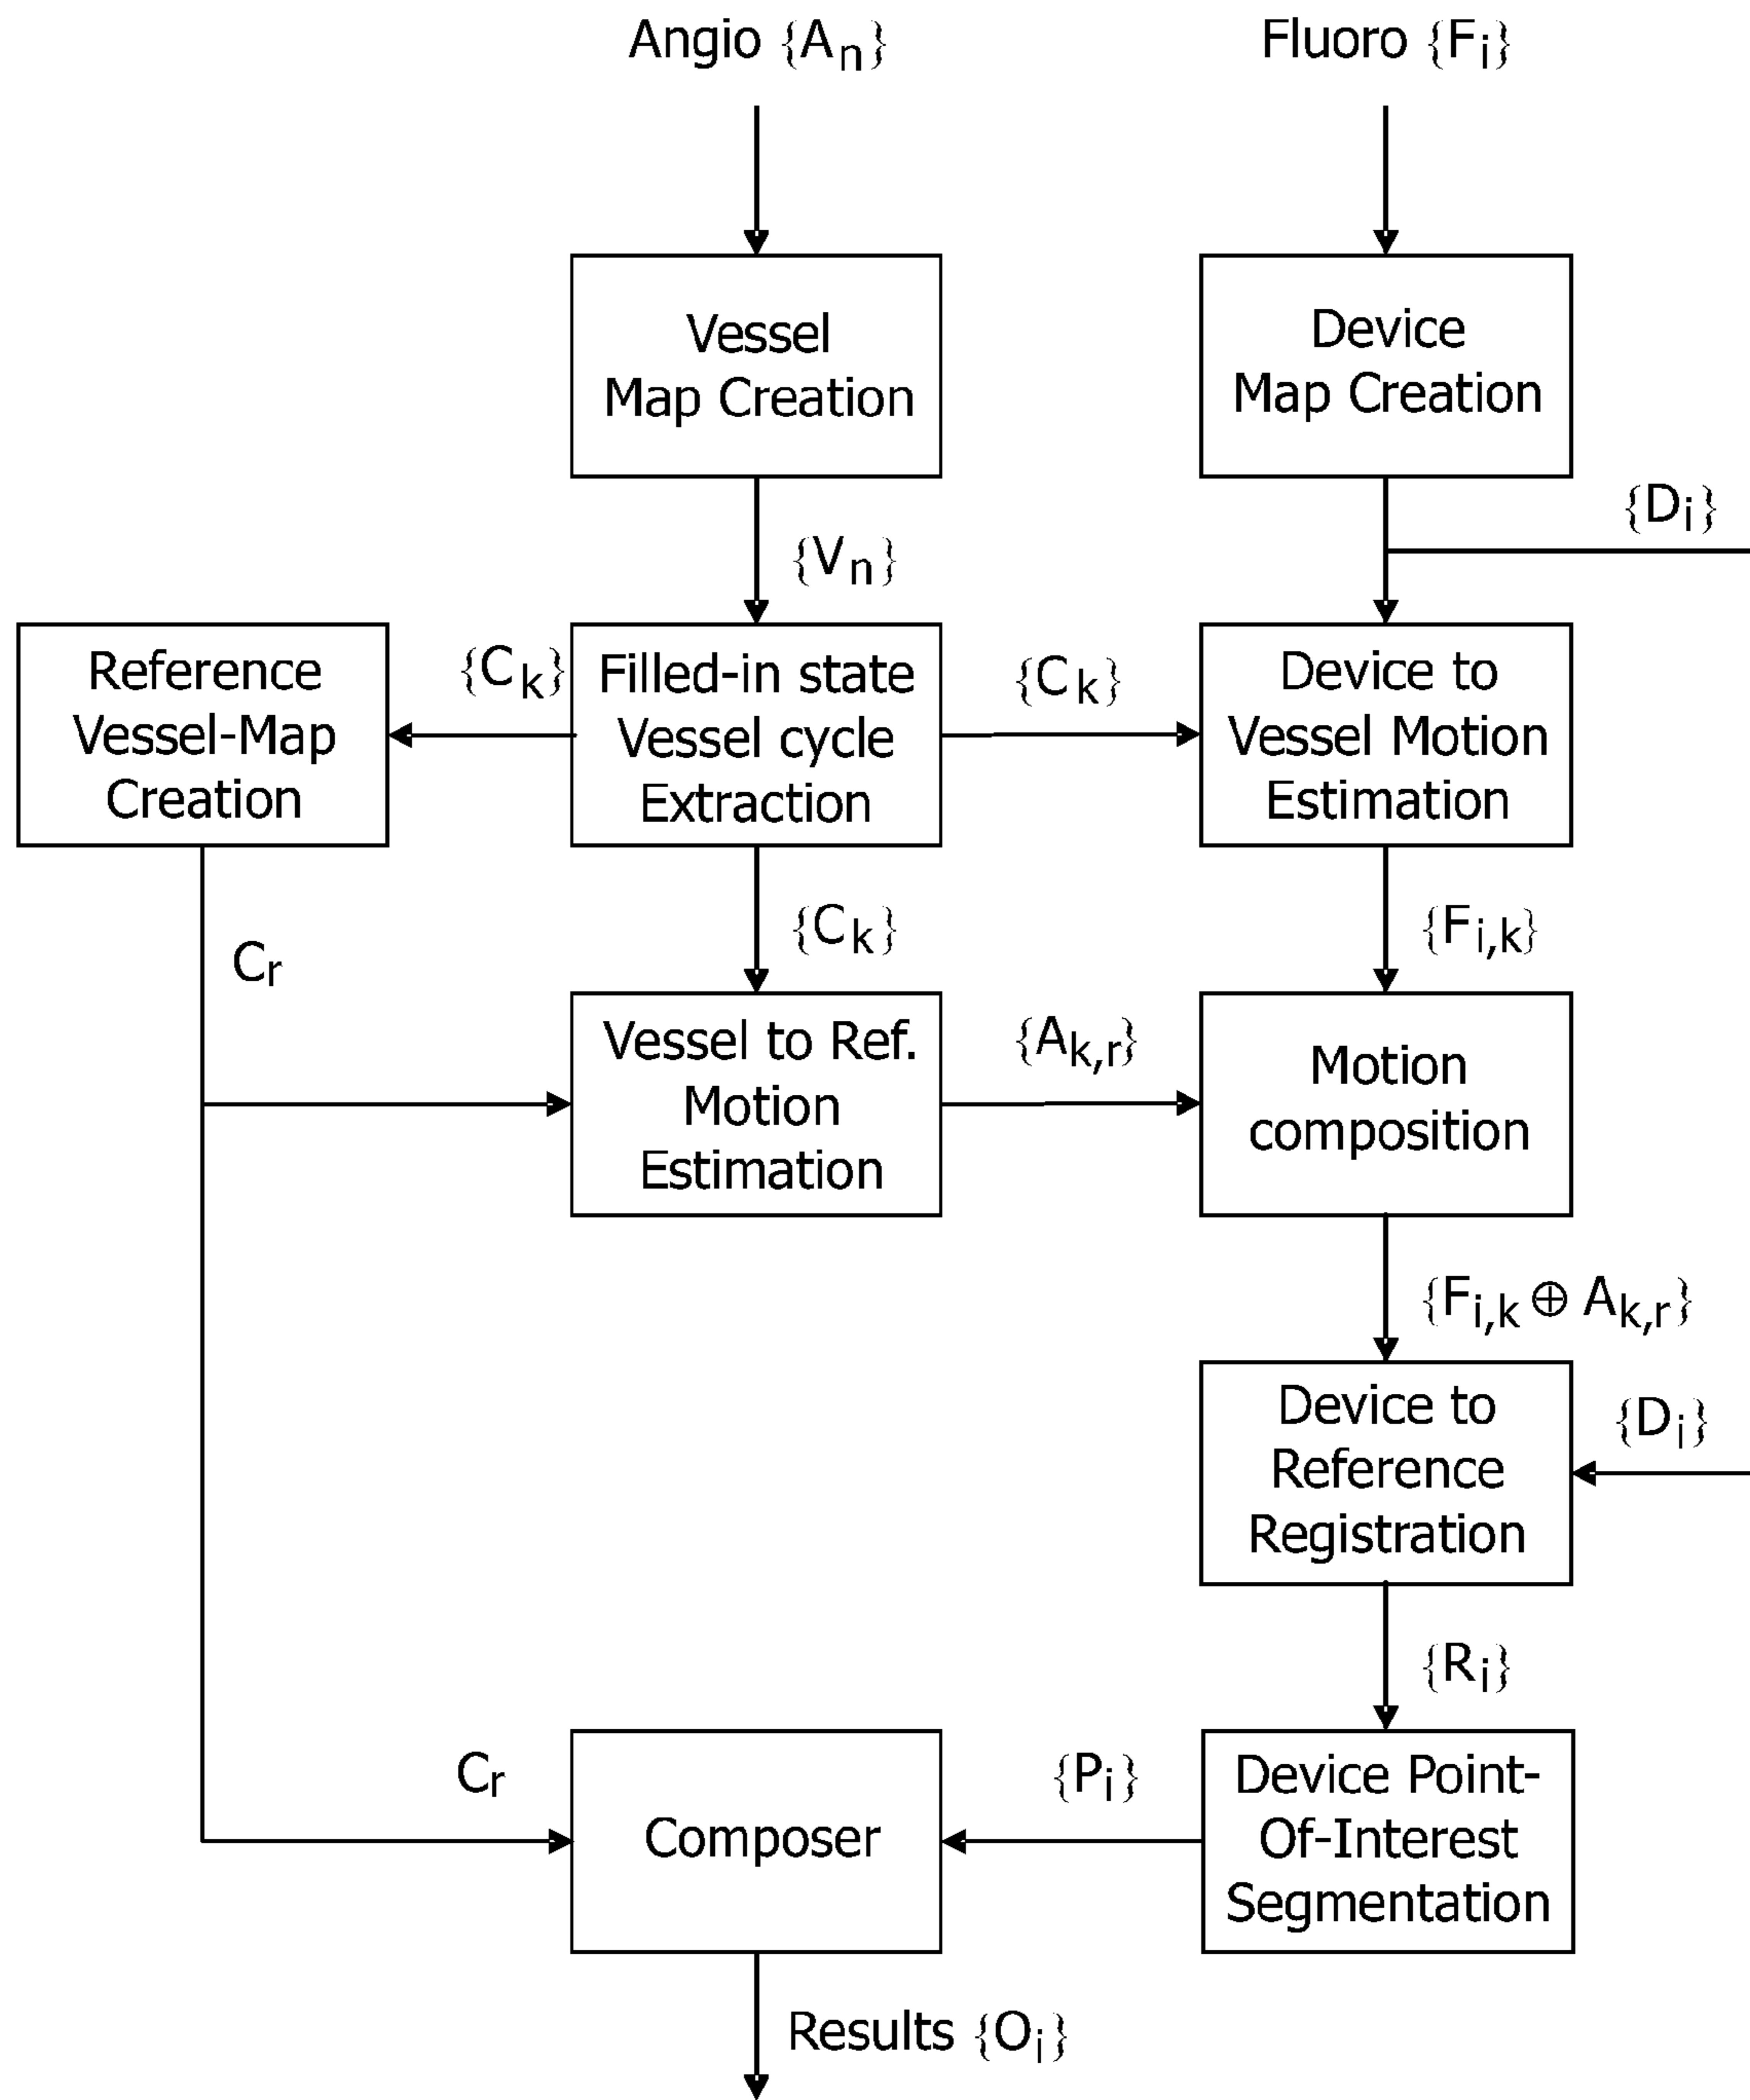 Angio {Aₙ}
Fluoro {Fᵢ}
Vessel
Map Creation
Device
Map Creation
{Dᵢ}
{Vₙ}
Reference
Vessel-Map
Creation
{Cₖ}
Filled-in state
Vessel cycle
Extraction
{Cₖ}
Device to
Vessel Motion
Estimation
Cᵣ
{Cₖ}
{Fᵢ,ₖ}
Vessel to Ref.
Motion
Estimation
{Aₖ,ᵣ}
Motion
composition
{Fᵢ,ₖ ⊕ Aₖ,ᵣ}
Device to
Reference
Registration
{Dᵢ}
{Rᵢ}
Cᵣ
Composer
{Pᵢ}
Device Point-
Of-Interest
Segmentation
Results {Oᵢ}